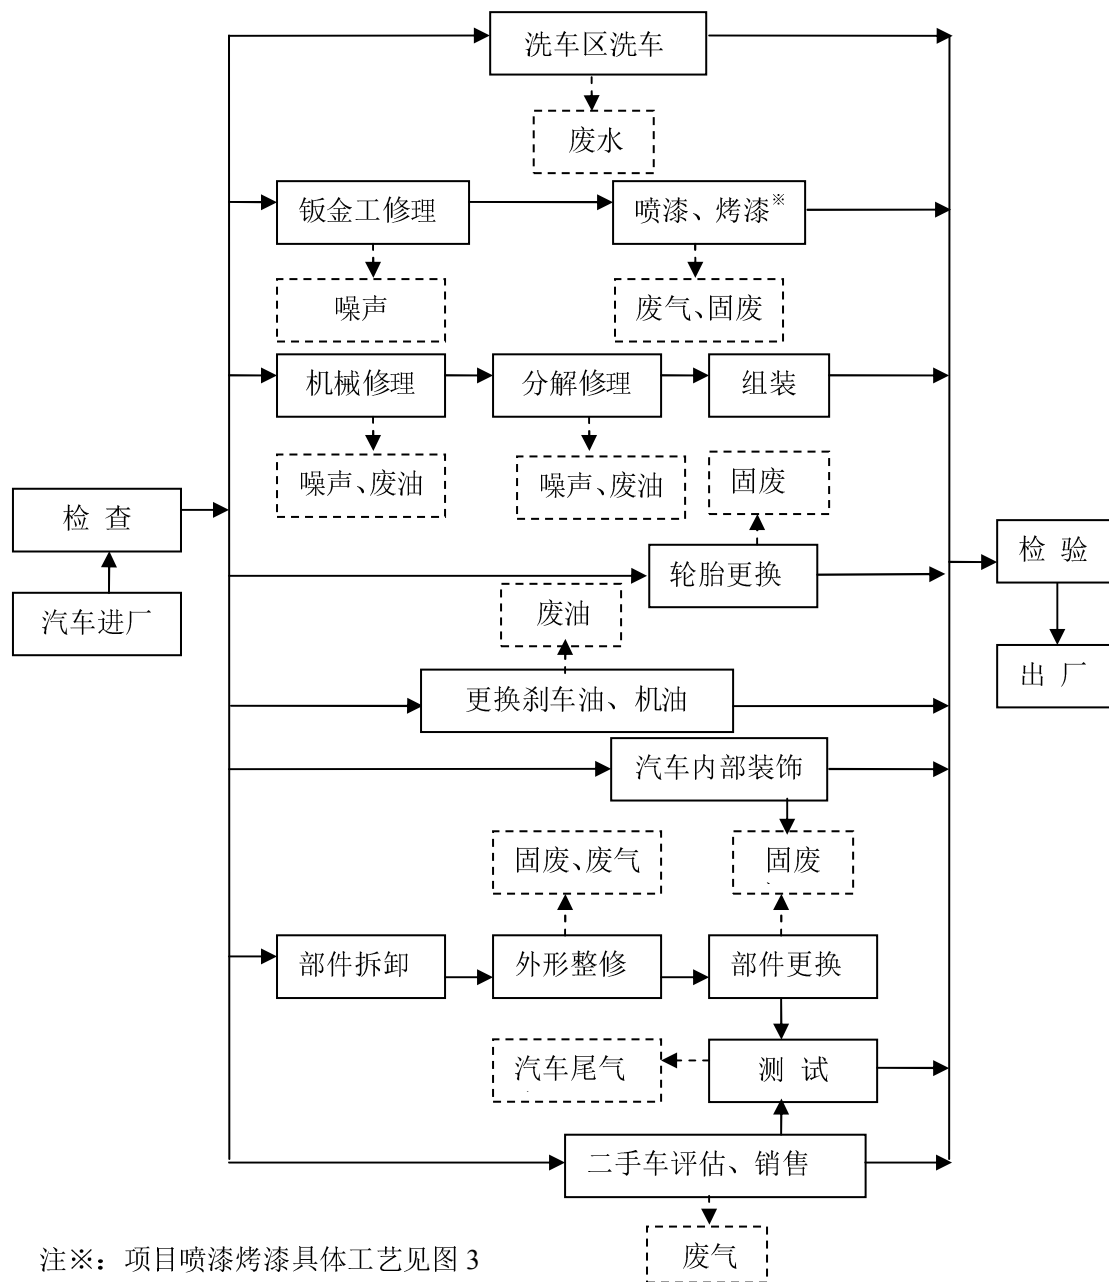 洗车区洗车
废水
钣金工修理
喷漆、烤漆※
噪声
废气、固废
机械修理
分解修理
组装
噪声、废油
噪声、废油
固废
检 查
检 验
轮胎更换
汽车进厂
废油
出 厂
更换刹车油、机油
汽车内部装饰
固废、废气
固废
部件拆卸
外形整修
部件更换
汽车尾气
测 试
二手车评估、销售
废气
注※：项目喷漆烤漆具体工艺见图 3